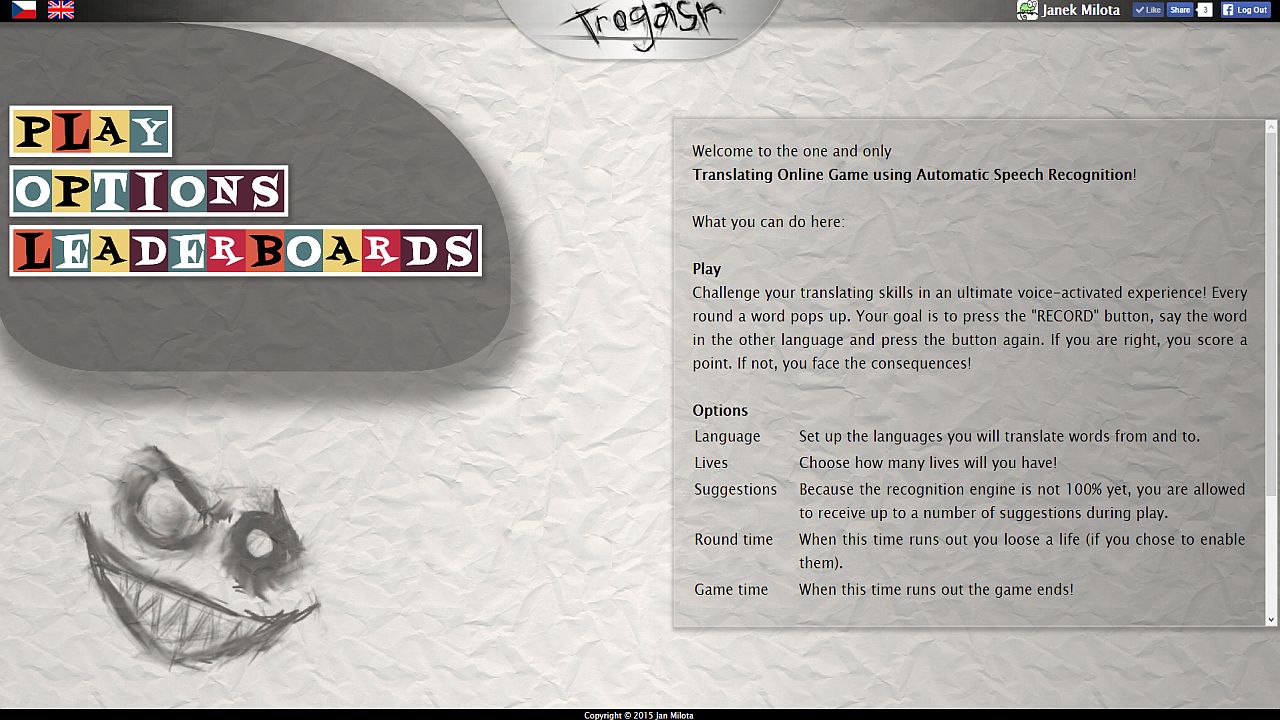 Trogasr
Janek Milota
Like
Share
3
Log Out
PLAY
OPTIONS
LEADERBOARDS
Welcome to the one and only
Translating Online Game using Automatic Speech Recognition!
What you can do here:
Play
Challenge your translating skills in an ultimate voice-activated experience! Every
round a word pops up. Your goal is to press the "RECORD" button, say the word
in the other language and press the button again. If you are right, you score a
point. If not, you face the consequences!
Options
Language Set up the languages you will translate words from and to.
Lives Choose how many lives will you have!
Suggestions Because the recognition engine is not 100% yet, you are allowed
to receive up to a number of suggestions during play.
Round time When this time runs out you loose a life (if you chose to enable
them).
Game time When this time runs out the game ends!
Copyright © 2015 Jan Milota